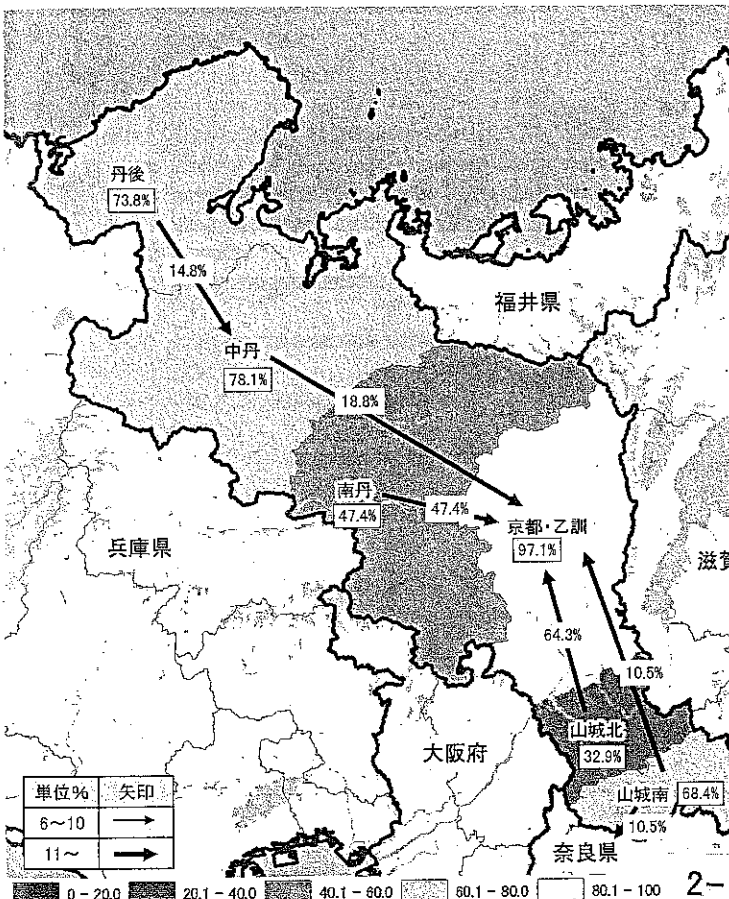 丹後
73.8%
14.8%
福井県
中丹
78.1%
18.8%
南丹
47.4%
47.4%
京都・乙訓
97.1%
兵庫県
滋賀
64.3%
10.5%
山城北
32.9%
大阪府
山城南 68.4%
10.5%
奈良県
単位% 矢印
6～10
11～
0 - 20.0 20.1 - 40.0 40.1 - 60.0 60.1 - 80.0 80.1 - 100
2-